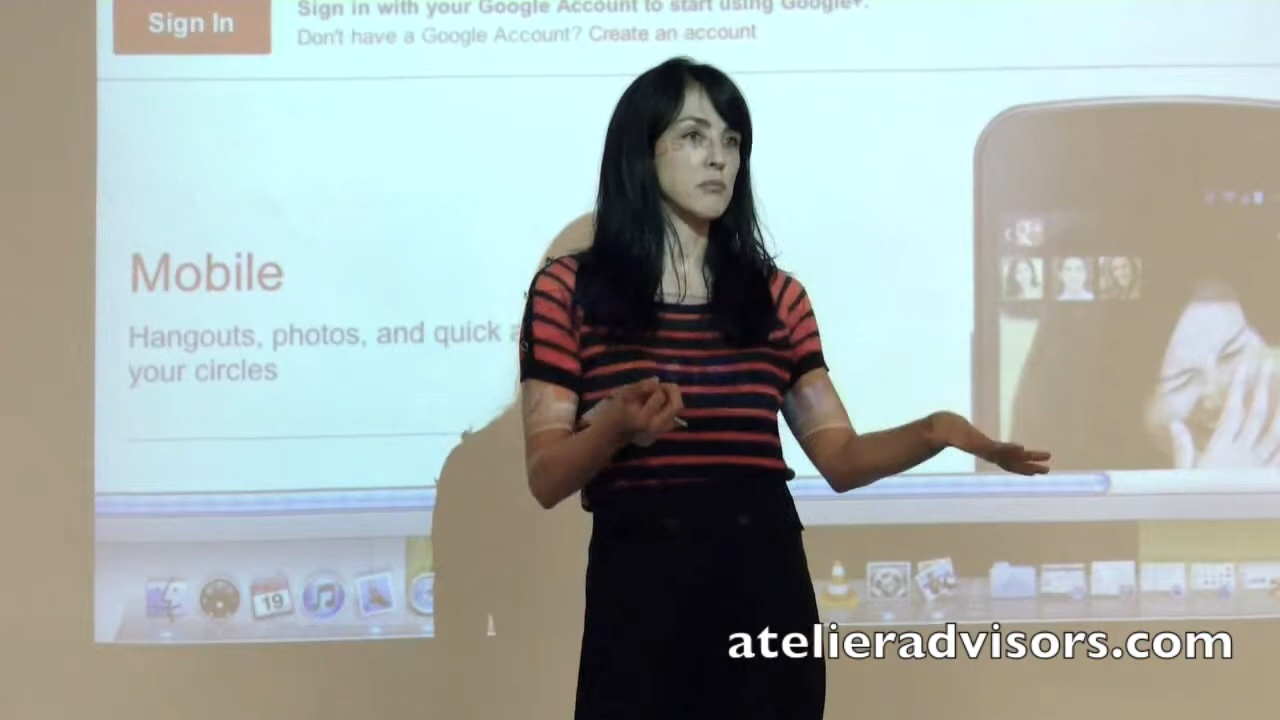 Sign In
Sign in with your Google Account to start using Google+.
Don't have a Google Account? Create an account
Mobile
Hangouts, photos, and quick
your circles
19
atelieradvisors.com